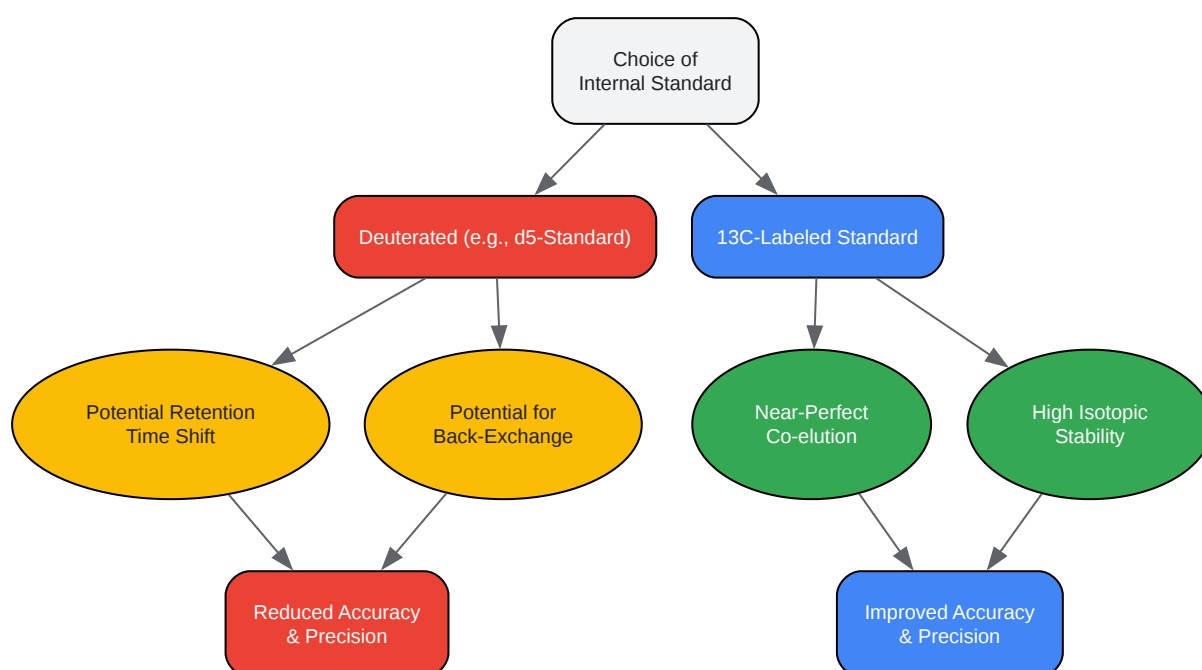 Choice of
Internal Standard
Deuterated (e.g., d5-Standard)
13C-Labeled Standard
Potential Retention
Time Shift
Potential for
Back-Exchange
Near-Perfect
Co-elution
High Isotopic
Stability
Reduced Accuracy
& Precision
Improved Accuracy
& Precision